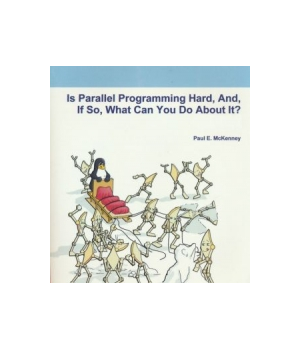 Is Parallel Programming Hard, And,
If So, What Can You Do About It?
Paul E. McKenney